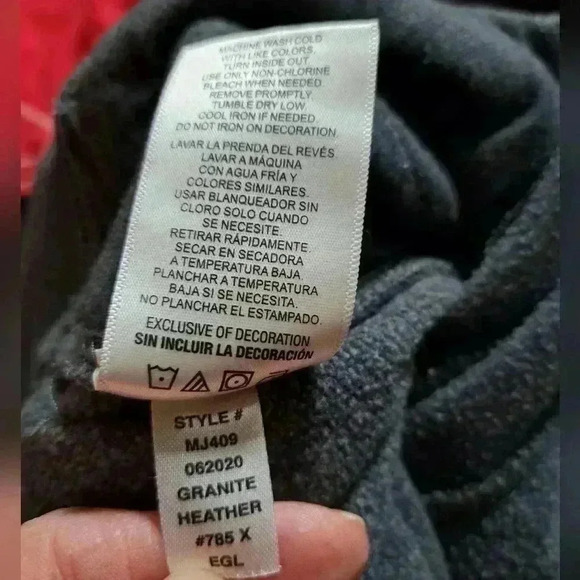 MACHINE WASH COLD
WITH LIKE COLORS.
TURN INSIDE OUT.
USE ONLY NON-CHLORINE
BLEACH WHEN NEEDED.
REMOVE PROMPTLY.
TUMBLE DRY LOW.
COOL IRON IF NEEDED.
DO NOT IRON ON DECORATION
LAVAR LA PRENDA DEL REVÉS
LAVAR A MÁQUINA
CON AGUA FRÍA Y
COLORES SIMILARES.
USAR BLANQUEADOR SIN
CLORO SOLO CUANDO
SE NECESITE.
RETIRAR RÁPIDAMENTE.
SECAR EN SECADORA
A TEMPERATURA BAJA.
PLANCHAR A TEMPERATURA
BAJA SI SE NECESITA.
NO PLANCHAR EL ESTAMPADO.
EXCLUSIVE OF DECORATION
SIN INCLUIR LA DECORACIÓN
STYLE #
MJ409
062020
GRANITE
HEATHER
#785 X
EGL